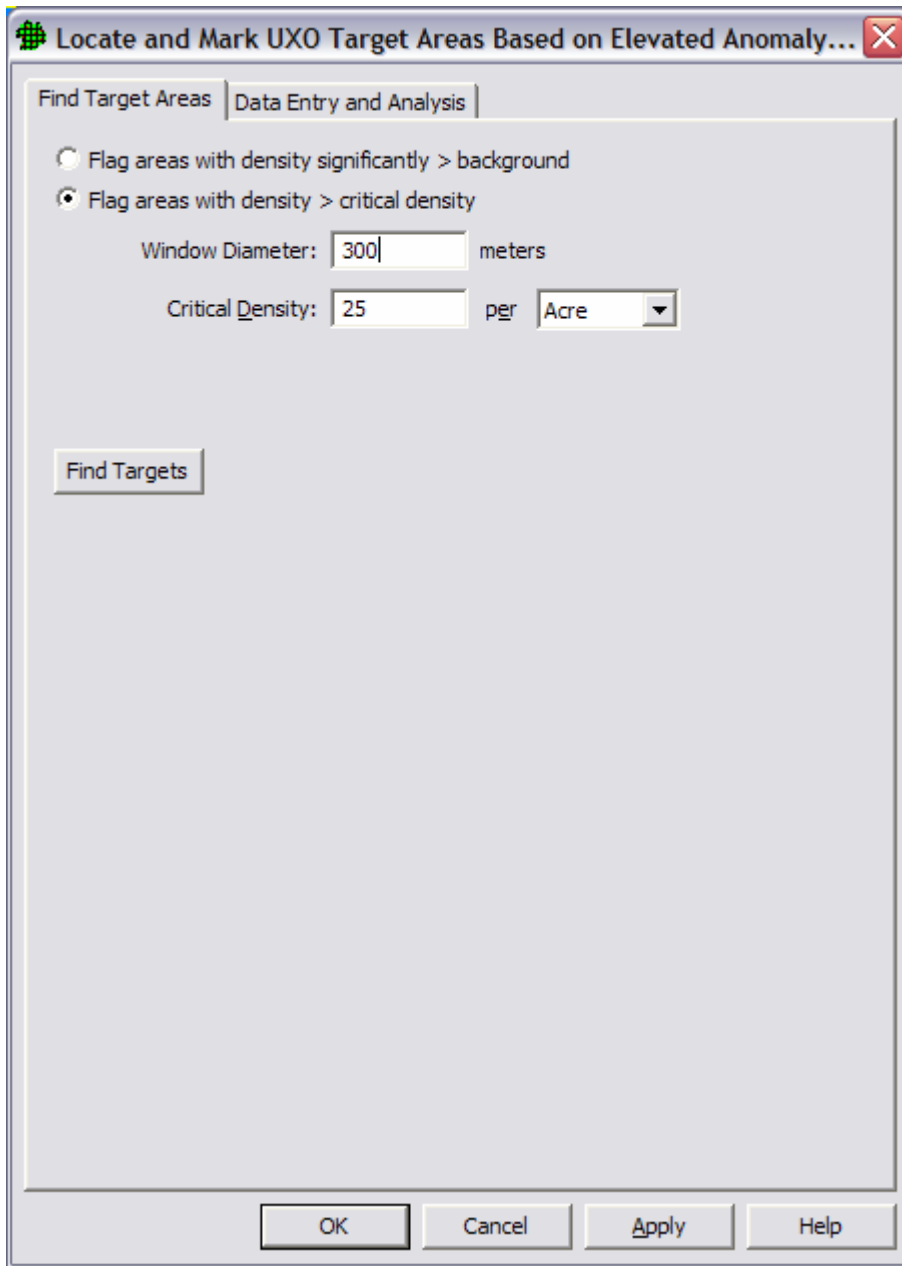 Locate and Mark UXO Target Areas Based on Elevated Anomaly...
Find Target Areas Data Entry and Analysis
Flag areas with density significantly > background
Flag areas with density > critical density
Window Diameter: 300 meters
Critical Density: 25 per Acre
Find Targets
OK Cancel Apply Help